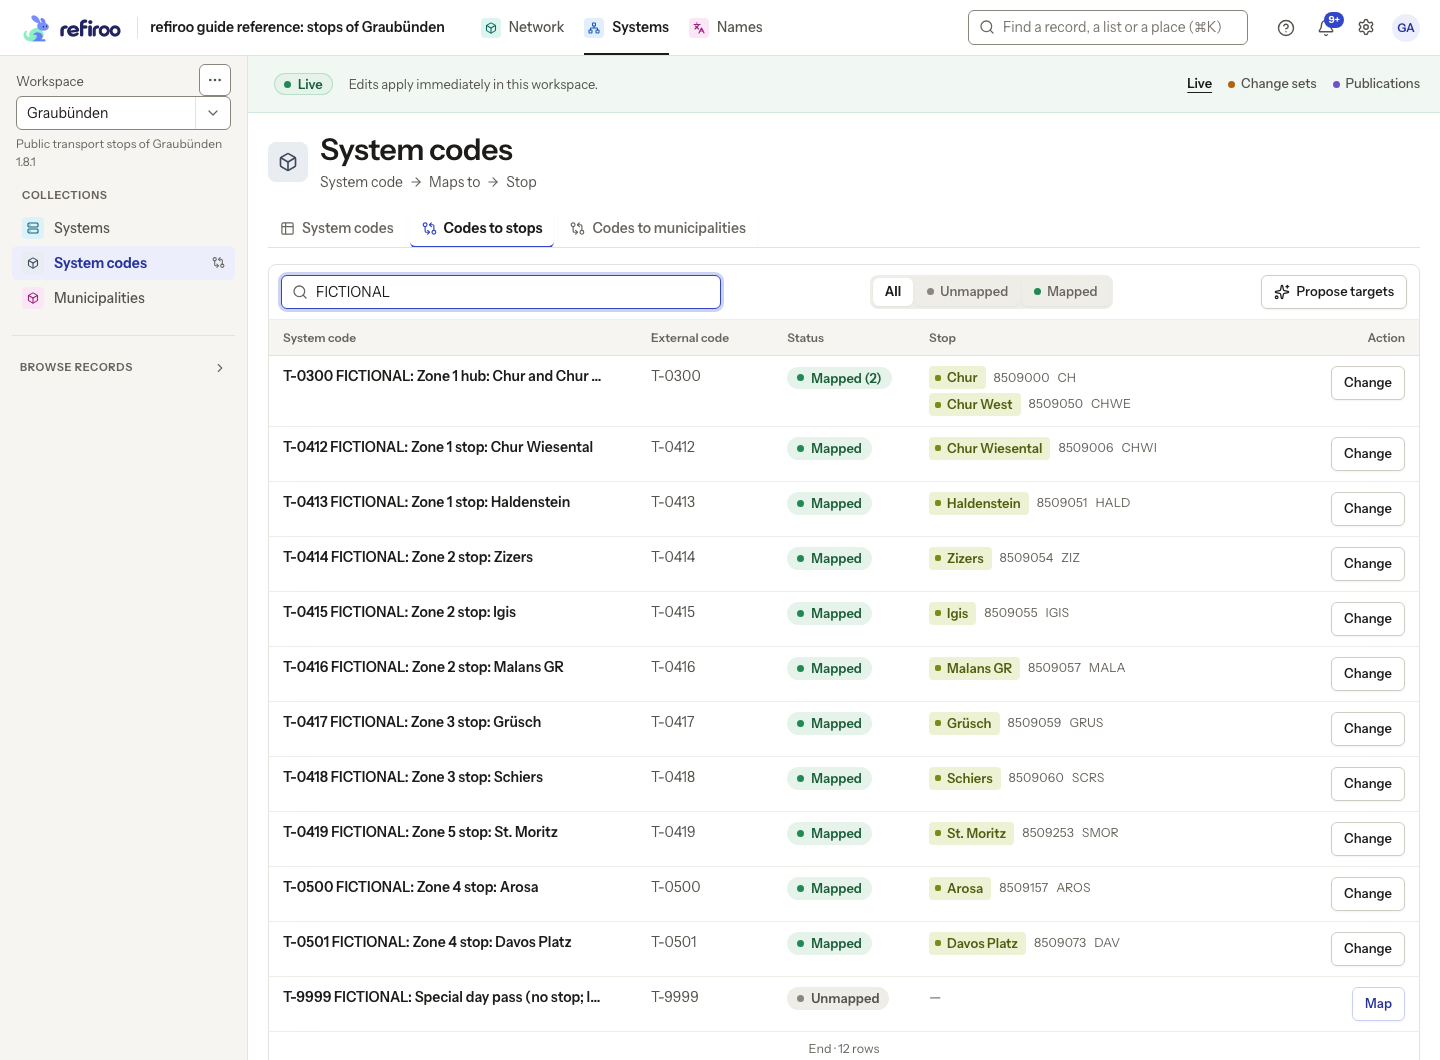 refiroo
refiroo guide reference: stops of Graubünden
Network
Systems
Names
Find a record, a list or a place (⌘K)
9+
GA
Workspace
Graubünden
Public transport stops of Graubünden
1.8.1
COLLECTIONS
Systems
System codes
Municipalities
BROWSE RECORDS
Live
Edits apply immediately in this workspace.
Live
Change sets
Publications
System codes
System code → Maps to → Stop
System codes
Codes to stops
Codes to municipalities
FICTIONAL
All
Unmapped
Mapped
Propose targets
System code External code Status Stop Action
T-0300 FICTIONAL: Zone 1 hub: Chur and Chur ... T-0300 Mapped (2) Chur 8509000 CH Change
Chur West 8509050 CHWE
T-0412 FICTIONAL: Zone 1 stop: Chur Wiesental T-0412 Mapped Chur Wiesental 8509006 CHWI Change
T-0413 FICTIONAL: Zone 1 stop: Haldenstein T-0413 Mapped Haldenstein 8509051 HALD Change
T-0414 FICTIONAL: Zone 2 stop: Zizers T-0414 Mapped Zizers 8509054 ZIZ Change
T-0415 FICTIONAL: Zone 2 stop: Igis T-0415 Mapped Igis 8509055 IGIS Change
T-0416 FICTIONAL: Zone 2 stop: Malans GR T-0416 Mapped Malans GR 8509057 MALA Change
T-0417 FICTIONAL: Zone 3 stop: Grüsch T-0417 Mapped Grüsch 8509059 GRUS Change
T-0418 FICTIONAL: Zone 3 stop: Schiers T-0418 Mapped Schiers 8509060 SCRS Change
T-0419 FICTIONAL: Zone 5 stop: St. Moritz T-0419 Mapped St. Moritz 8509253 SMOR Change
T-0500 FICTIONAL: Zone 4 stop: Arosa T-0500 Mapped Arosa 8509157 AROS Change
T-0501 FICTIONAL: Zone 4 stop: Davos Platz T-0501 Mapped Davos Platz 8509073 DAV Change
T-9999 FICTIONAL: Special day pass (no stop; l... T-9999 Unmapped — Map
End · 12 rows